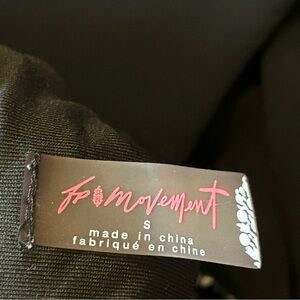 fp movement
S
made in china
fabriqué en chine